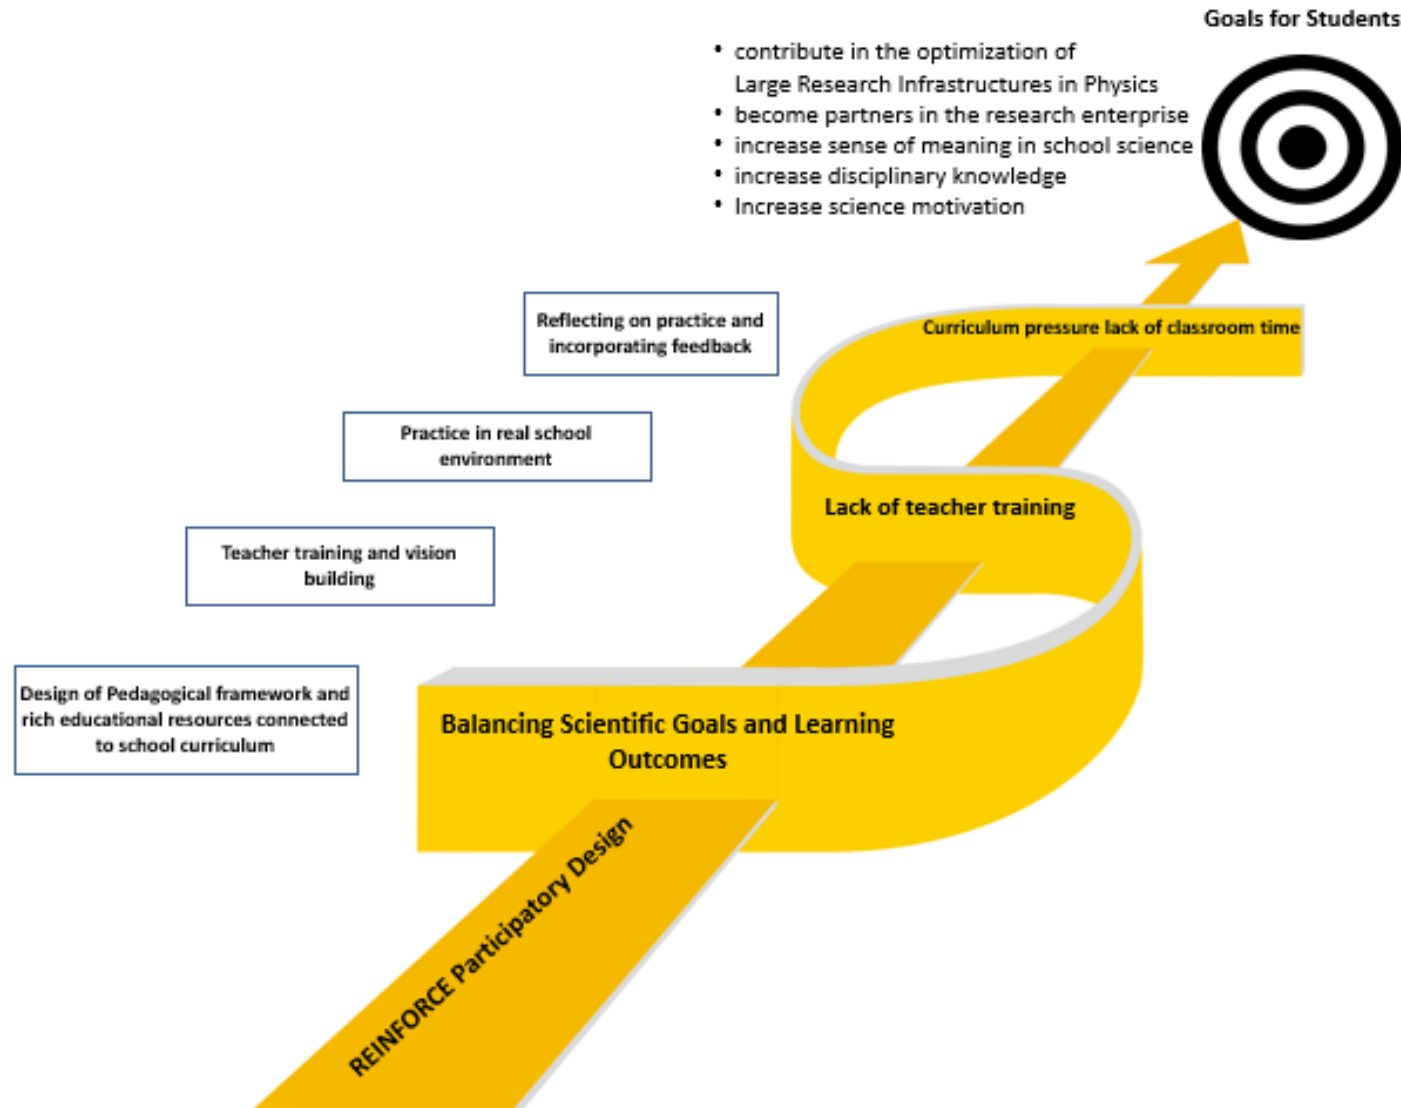 Goals for Students
• contribute in the optimization of
Large Research Infrastructures in Physics
• become partners in the research enterprise
• increase sense of meaning in school science
• increase disciplinary knowledge
• Increase science motivation
Reflecting on practice and
incorporating feedback
Curriculum pressure lack of classroom time
Practice in real school
environment
Lack of teacher training
Teacher training and vision
building
Design of Pedagogical framework and
rich educational resources connected
to school curriculum
Balancing Scientific Goals and Learning
Outcomes
REINFORCE Participatory Design